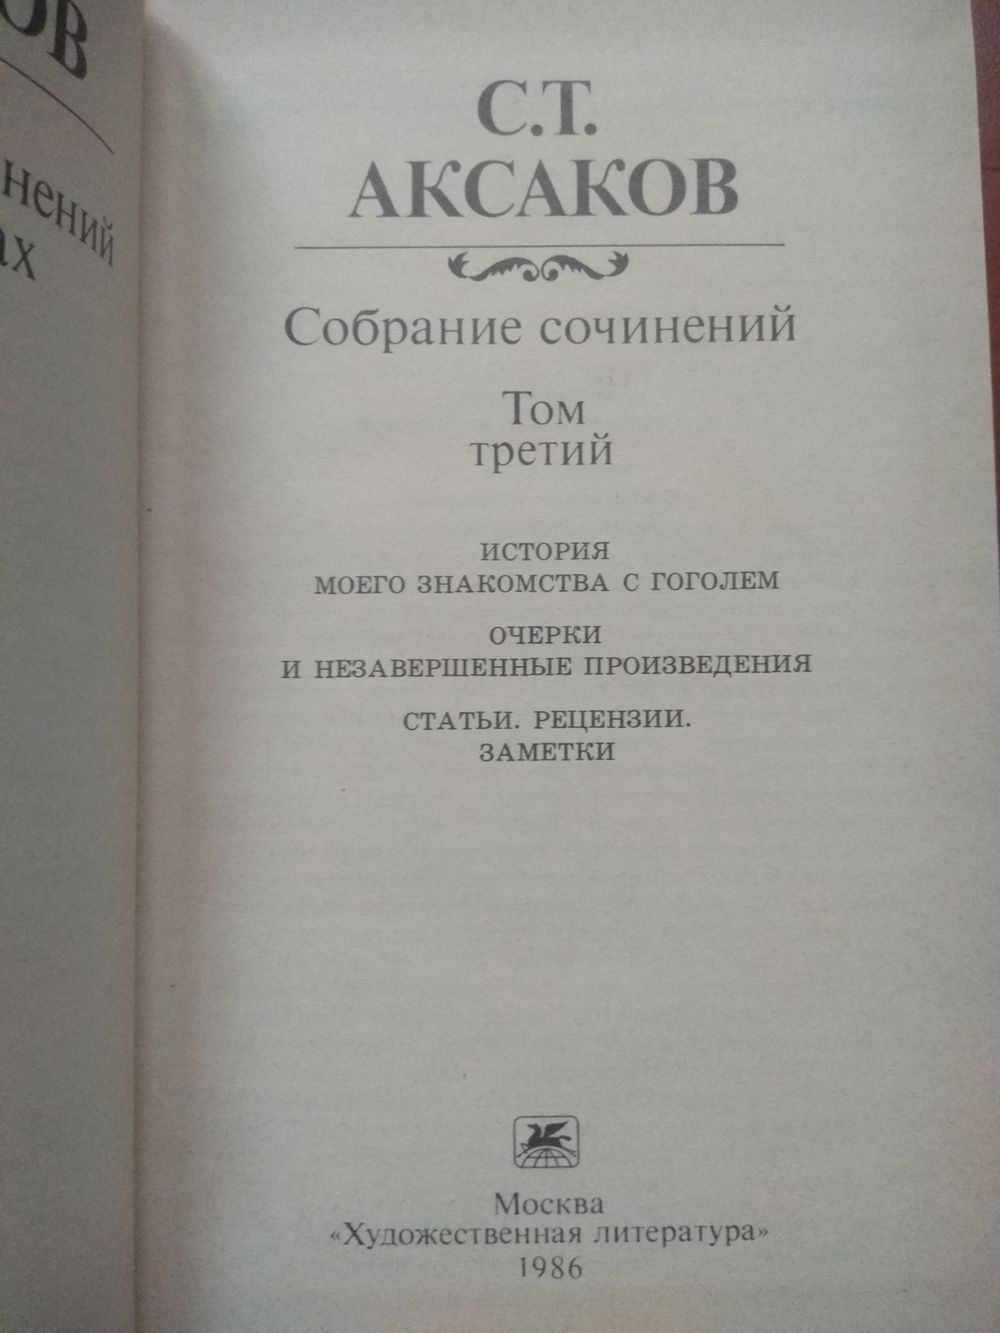 нений
С.Т.
АКСАКОВ
Собрание сочинений
Том
третий
ИСТОРИЯ
МОЕГО ЗНАКОМСТВА С ГОГОЛЕМ
ОЧЕРКИ
И НЕЗАВЕРШЕННЫЕ ПРОИЗВЕДЕНИЯ
СТАТЬИ. РЕЦЕНЗИИ.
ЗАМЕТКИ
Москва
«Художественная литература»
1986